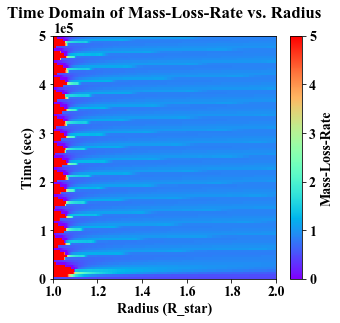 Time Domain of Mass-Loss-Rate vs. Radius
1e5
5
4
3
2
1
0
Time (sec)
1.0 1.2 1.4 1.6 1.8 2.0
Radius (R_star)
5
4
3
2
1
0
Mass-Loss-Rate